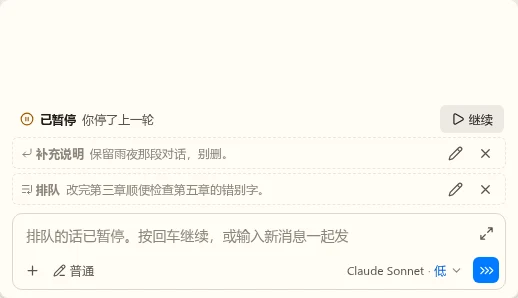 已暂停 你停了上一轮 继续
补充说明 保留雨夜那段对话，别删。
排队 改完第三章顺便检查第五章的错别字。
排队的话已暂停。按回车继续，或输入新消息一起发
普通 Claude Sonnet · 低